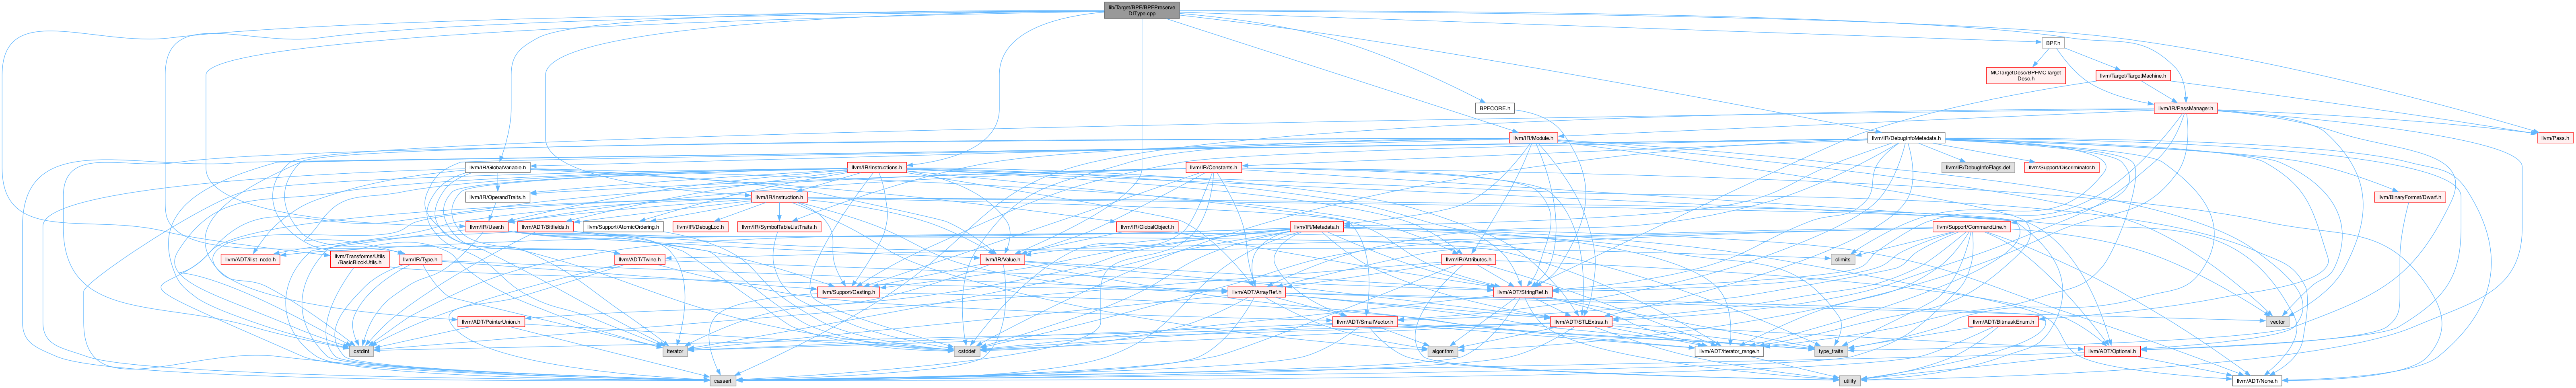 lib/Target/BPF/BPFPreserve
DIType.cpp
BPF.h
MCTargetDesc/BPFMCTarget
Desc.h
llvm/Target/TargetMachine.h
BPFCORE.h
llvm/IR/PassManager.h
llvm/IR/Module.h
llvm/IR/DebugInfoMetadata.h
llvm/Pass.h
llvm/IR/GlobalVariable.h
llvm/IR/Instructions.h
llvm/IR/Constants.h
llvm/IR/DebugInfoFlags.def
llvm/Support/Discriminator.h
llvm/IR/OperandTraits.h
llvm/IR/Instruction.h
llvm/BinaryFormat/Dwarf.h
llvm/IR/User.h
llvm/ADT/Bitfields.h
llvm/Support/AtomicOrdering.h
llvm/IR/DebugLoc.h
llvm/IR/SymbolTableListTraits.h
llvm/IR/GlobalObject.h
llvm/IR/Metadata.h
llvm/Support/CommandLine.h
llvm/ADT/ilist_node.h
llvm/Transforms/Utils
/BasicBlockUtils.h
llvm/IR/Type.h
llvm/ADT/Twine.h
llvm/IR/Value.h
climits
llvm/IR/Attributes.h
llvm/Support/Casting.h
llvm/ADT/ArrayRef.h
llvm/ADT/StringRef.h
llvm/ADT/PointerUnion.h
llvm/ADT/SmallVector.h
llvm/ADT/STLExtras.h
llvm/ADT/BitmaskEnum.h
vector
cstdint
iterator
cstddef
algorithm
llvm/ADT/iterator_range.h
type_traits
llvm/ADT/Optional.h
cassert
utility
llvm/ADT/None.h